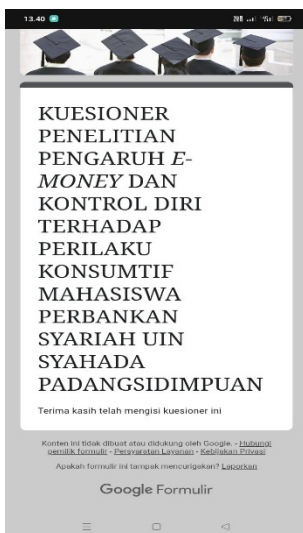 13.40
KUESIONER
PENELITIAN
PENGARUH E-
MONEY DAN
KONTROL DIRI
TERHADAP
PERILAKU
KONSUMTIF
MAHASISWA
PERBANKAN
SYARIAH UIN
SYAHADA
PADANGSIDIMPUAN
Terima kasih telah mengisi kuesioner ini
Konten ini tidak dibuat atau didukung oleh Google. - Hubungi
pemilik formulir - Persyaratan Layanan - Kebijakan Privasi
Apakah formulir ini tampak mencurigakan? Laporkan
Google Formulir